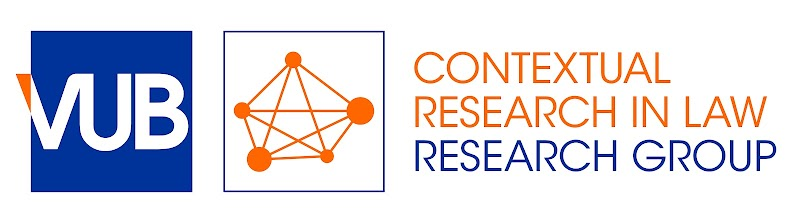 VUB
CONTEXTUAL
RESEARCH IN LAW
RESEARCH GROUP